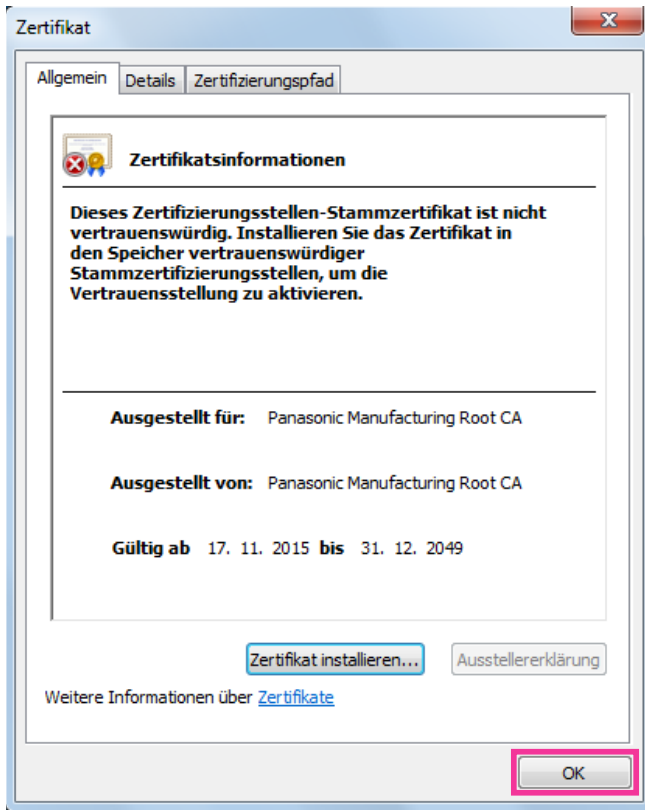 Zertifikat
Allgemein Details Zertifizierungspfad
Zertifikatsinformationen
Dieses Zertifizierungsstellen-Stammzertifikat ist nicht
vertrauenswürdig. Installieren Sie das Zertifikat in
den Speicher vertrauenswürdiger
Stammzertifizierungsstellen, um die
Vertrauensstellung zu aktivieren.
Ausgestellt für: Panasonic Manufacturing Root CA
Ausgestellt von: Panasonic Manufacturing Root CA
Gültig ab 17. 11. 2015 bis 31. 12. 2049
Zertifikat installieren... Ausstellererklärung
Weitere Informationen über Zertifikate
OK